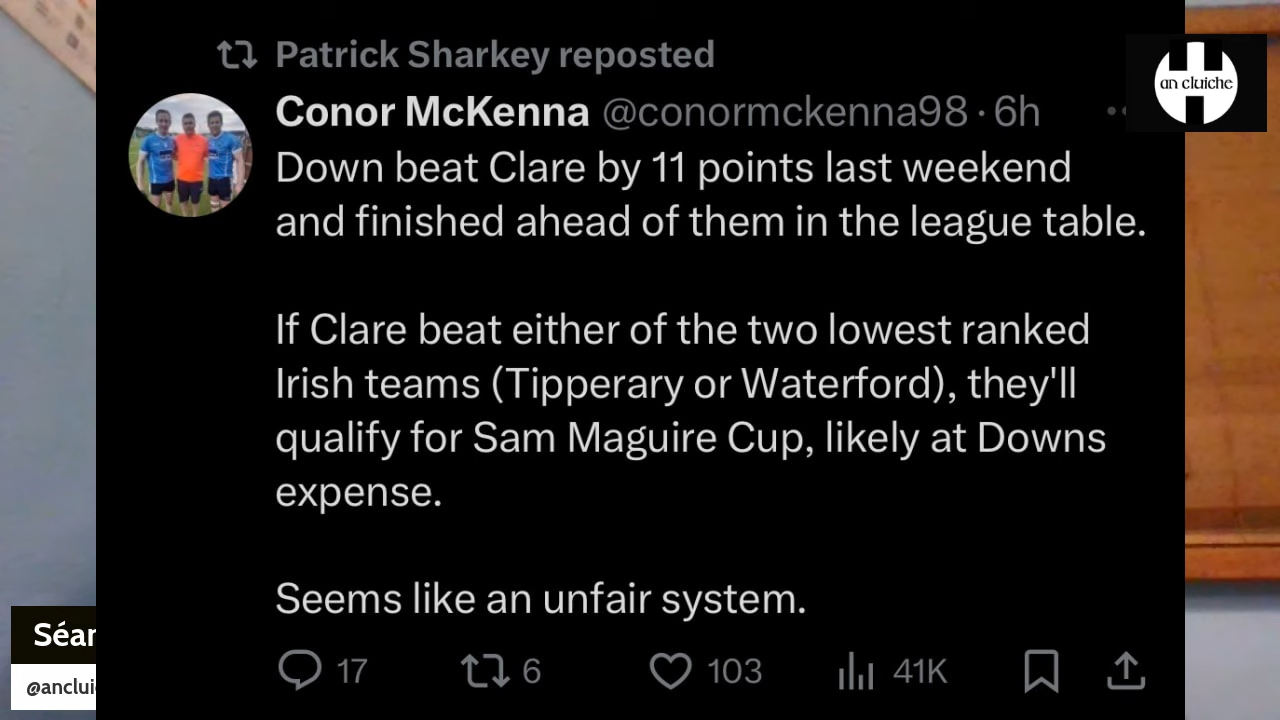 Patrick Sharkey reposted
Conor McKenna @conormckenna98 · 6h
an cluiche
Down beat Clare by 11 points last weekend
and finished ahead of them in the league table.
If Clare beat either of the two lowest ranked
Irish teams (Tipperary or Waterford), they'll
qualify for Sam Maguire Cup, likely at Downs
expense.
Seems like an unfair system.
17 6 103 41K